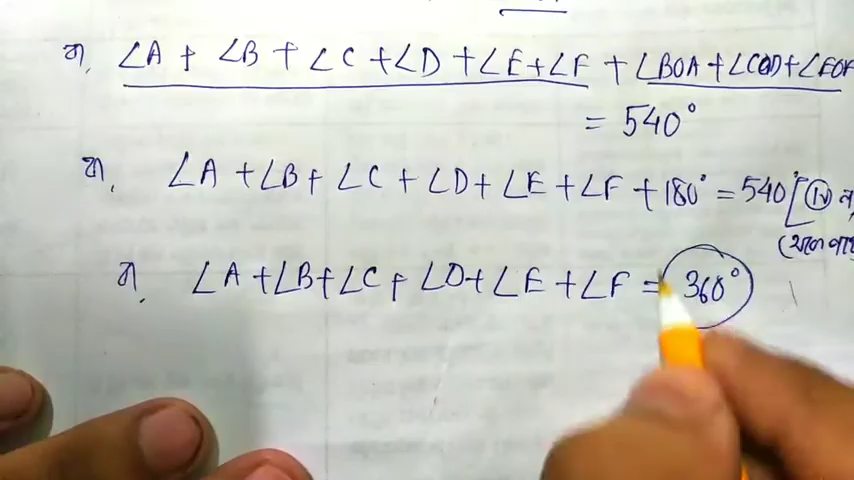 বা, ∠A + ∠B + ∠C + ∠D + ∠E + ∠F + ∠BOA + ∠COD + ∠EOF
= 540°
বা, ∠A + ∠B + ∠C + ∠D + ∠E + ∠F + 180° = 540° [(iv)
বা, ∠A + ∠B + ∠C + ∠D + ∠E + ∠F = 360°